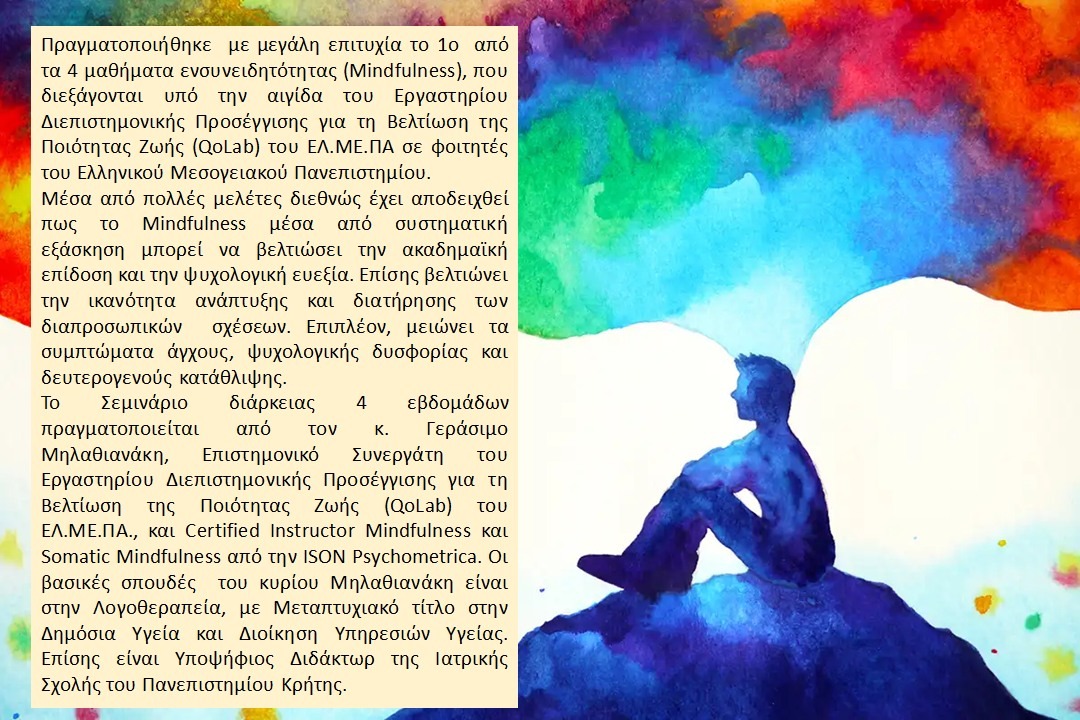 Πραγματοποιήθηκε με μεγάλη επιτυχία το 1ο από
τα 4 μαθήματα ενσυνειδητότητας (Mindfulness), που
διεξάγονται υπό την αιγίδα του Εργαστηρίου
Διεπιστημονικής Προσέγγισης για τη Βελτίωση της
Ποιότητας Ζωής (QoLab) του ΕΛ.ΜΕ.ΠΑ σε φοιτητές
του Ελληνικού Μεσογειακού Πανεπιστημίου.
Μέσα από πολλές μελέτες διεθνώς έχει αποδειχθεί
πως το Mindfulness μέσα από συστηματική
εξάσκηση μπορεί να βελτιώσει την ακαδημαϊκή
επίδοση και την ψυχολογική ευεξία. Επίσης βελτιώνει
την ικανότητα ανάπτυξης και διατήρησης των
διαπροσωπικών σχέσεων. Επιπλέον, μειώνει τα
συμπτώματα άγχους, ψυχολογικής δυσφορίας και
δευτερογενούς κατάθλιψης.
Το Σεμινάριο διάρκειας 4 εβδομάδων
πραγματοποιείται από τον κ. Γεράσιμο
Μηλαθιανάκη, Επιστημονικό Συνεργάτη του
Εργαστηρίου Διεπιστημονικής Προσέγγισης για τη
Βελτίωση της Ποιότητας Ζωής (QoLab) του
ΕΛ.ΜΕ.ΠΑ., και Certified Instructor Mindfulness και
Somatic Mindfulness από την ISON Psychometrica. Οι
βασικές σπουδές του κυρίου Μηλαθιανάκη είναι
στην Λογοθεραπεία, με Μεταπτυχιακό τίτλο στην
Δημόσια Υγεία και Διοίκηση Υπηρεσιών Υγείας.
Επίσης είναι Υποψήφιος Διδάκτωρ της Ιατρικής
Σχολής του Πανεπιστημίου Κρήτης.